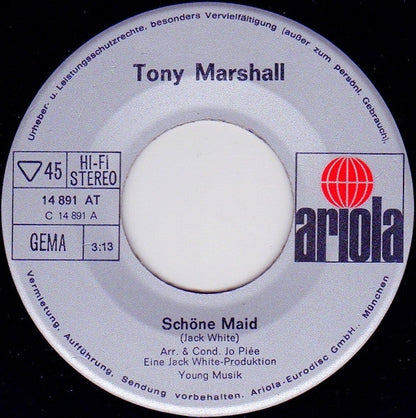 Urheber- u. Leistungsschutzrechte, besonders Vervielfältigung (außer zum persönl. Gebrauch),
Tony Marshall
▽ 45
HI-FI
STEREO
14 891 AT
C 14 891 A
GEMA
3:13
ariola
Schöne Maid
(Jack White)
Arr. & Cond. Jo Plée
Eine Jack White-Produktion
Young Musik
Vermietung, Aufführung, Sendung vorbehalten. Ariola-Eurodisc GmbH., München